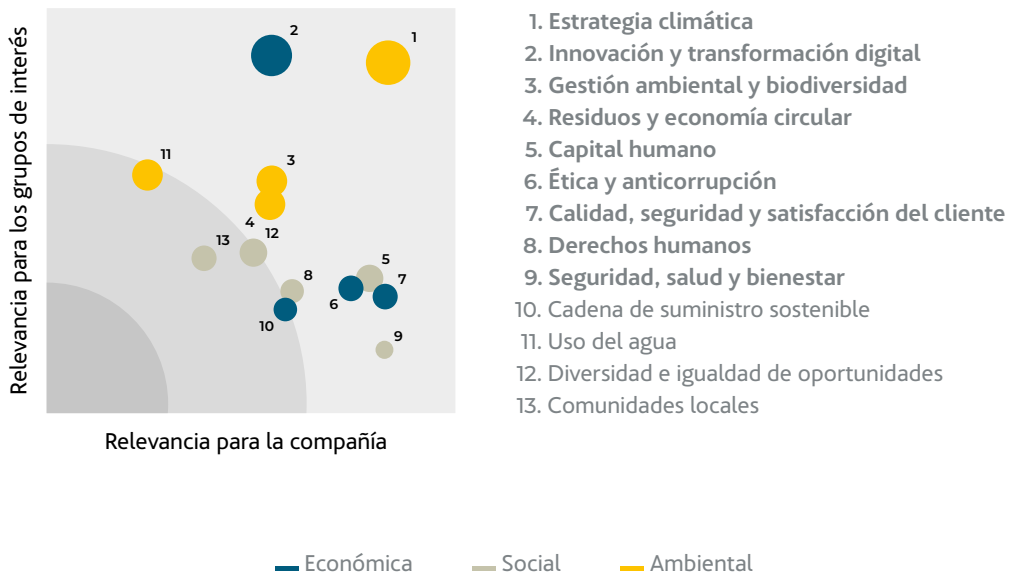 Relevancia para los grupos de interés
2
1
11
3
4
12
13
5
8
7
6
10
9
Relevancia para la compañía
1. Estrategia climática
2. Innovación y transformación digital
3. Gestión ambiental y biodiversidad
4. Residuos y economía circular
5. Capital humano
6. Ética y anticorrupción
7. Calidad, seguridad y satisfacción del cliente
8. Derechos humanos
9. Seguridad, salud y bienestar
10. Cadena de suministro sostenible
11. Uso del agua
12. Diversidad e igualdad de oportunidades
13. Comunidades locales
Económica
Social
Ambiental